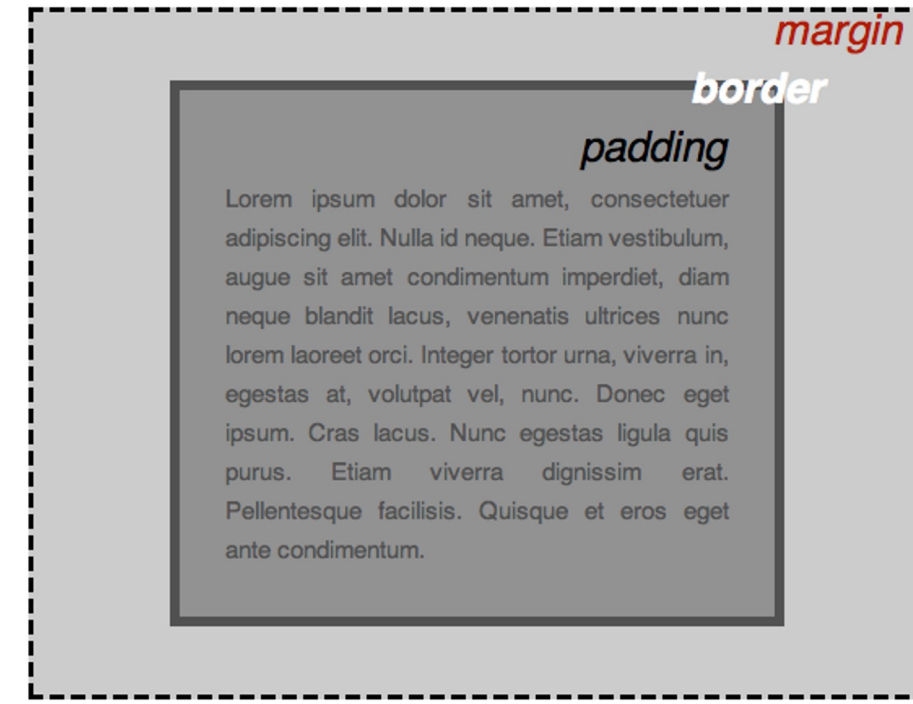 margin
border
padding
Lorem ipsum dolor sit amet, consectetuer
adipiscing elit. Nulla id neque. Etiam vestibulum,
augue sit amet condimentum imperdiet, diam
neque blandit lacus, venenatis ultrices nunc
lorem laoreet orci. Integer tortor urna, viverra in,
egestas at, volutpat vel, nunc. Donec eget
ipsum. Cras lacus. Nunc egestas ligula quis
purus. Etiam viverra dignissim erat.
Pellentesque facilisis. Quisque et eros eget
ante condimentum.